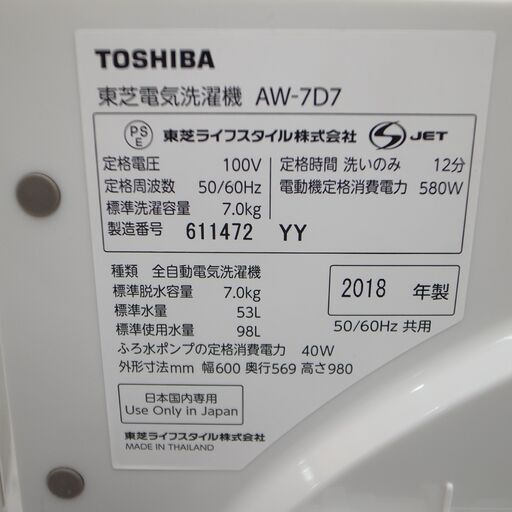 TOSHIBA
東芝電気洗濯機 AW-7D7
PS E 東芝ライフスタイル株式会社 S JET
定格電圧 100V 定格時間 洗いのみ 12分
定格周波数 50/60Hz 電動機定格消費電力 580W
標準洗濯容量 7.0kg
製造番号 611472 YY
種類 全自動電気洗濯機
標準脱水容量 7.0kg 2018 年製
標準水量 53L
標準使用水量 98L 50/60Hz 共用
ふろ水ポンプの定格消費電力 40W
外形寸法mm 幅600 奥行569 高さ980
日本国内専用
Use Only in Japan
東芝ライフスタイル株式会社
MADE IN THAILAND